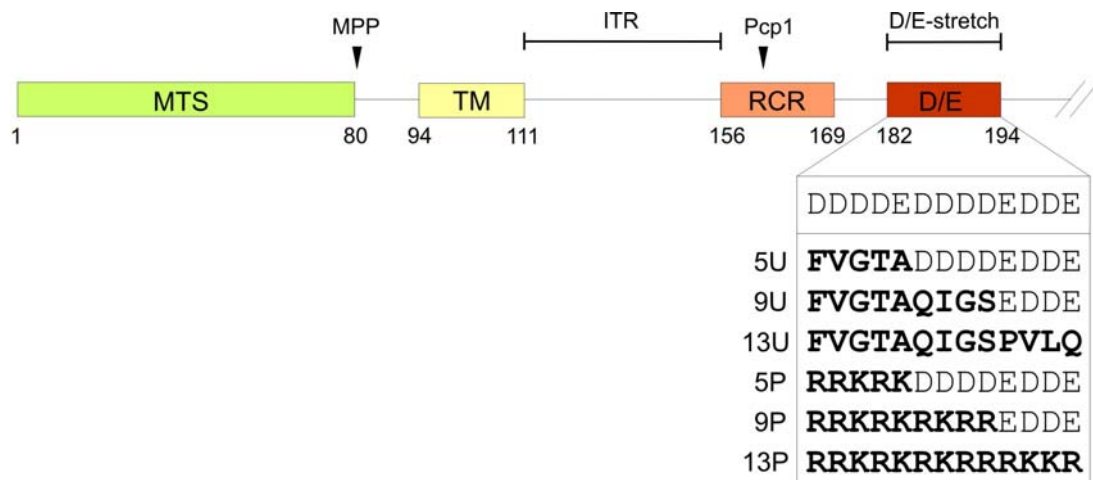 MPP ITR Pcp1 D/E-stretch
MTS TM RCR D/E
1 80 94 111 156 169 182 194
DDDDEDDDDEDDE
5U FVGTADDDDEDDE
9U FVGTAQIGSEDDE
13U FVGTAQIGSPVLQ
5P RRKRKDDDDEDDE
9P RRKRKRKRREDDE
13P RRKRKRKRRRKKR